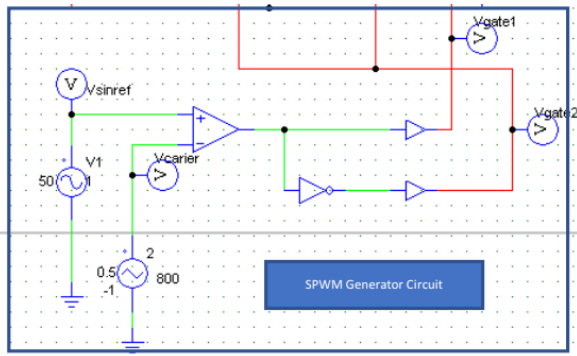 Vgate1
V
V
Vsinref
Vgate2
V
+
-
Vcarier
V
V1
50
1
2
0.5
800
-1
SPWM Generator Circuit